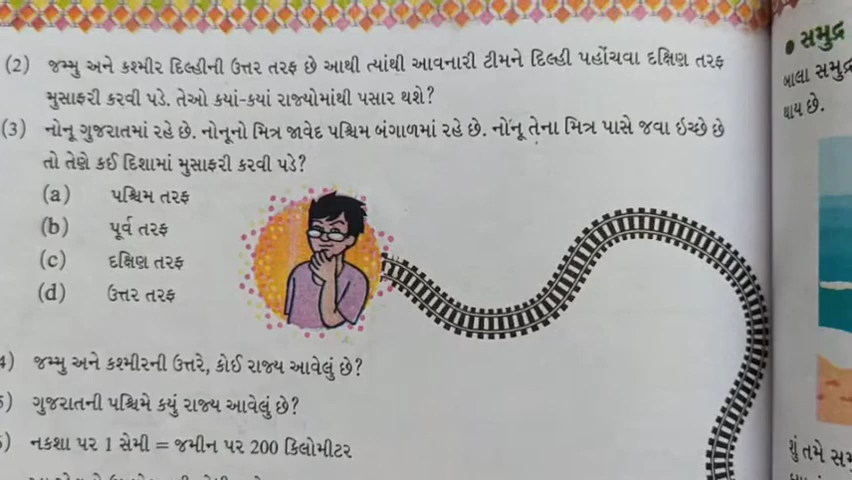 (2) જમ્મુ અને કશ્મીર દિલ્હીની ઉત્તર તરફ છે આથી ત્યાંથી આવનારી ટીમને દિલ્હી પહોંચવા દક્ષિણ તરફ
મુસાફરી કરવી પડે. તેઓ કયાં-કયાં રાજ્યોમાંથી પસાર થશે?
(3) નોનૂ ગુજરાતમાં રહે છે. નોનૂનો મિત્ર જાવેદ પશ્ચિમ બંગાળમાં રહે છે. નોનૂ તેના મિત્ર પાસે જવા ઇચ્છે છે
તો તેણે કઈ દિશામાં મુસાફરી કરવી પડે?
(a) પશ્ચિમ તરફ
(b) પૂર્વ તરફ
(c) દક્ષિણ તરફ
(d) ઉત્તર તરફ
4) જમ્મુ અને કશ્મીરની ઉત્તરે, કોઈ રાજ્ય આવેલું છે?
5) ગુજરાતની પશ્ચિમે કયું રાજ્ય આવેલું છે?
) નકશા પર 1 સેમી = જમીન પર 200 કિલોમીટર
• સમુદ્ર
બાલા સમુદ્ર
થાય છે.
શું તમે